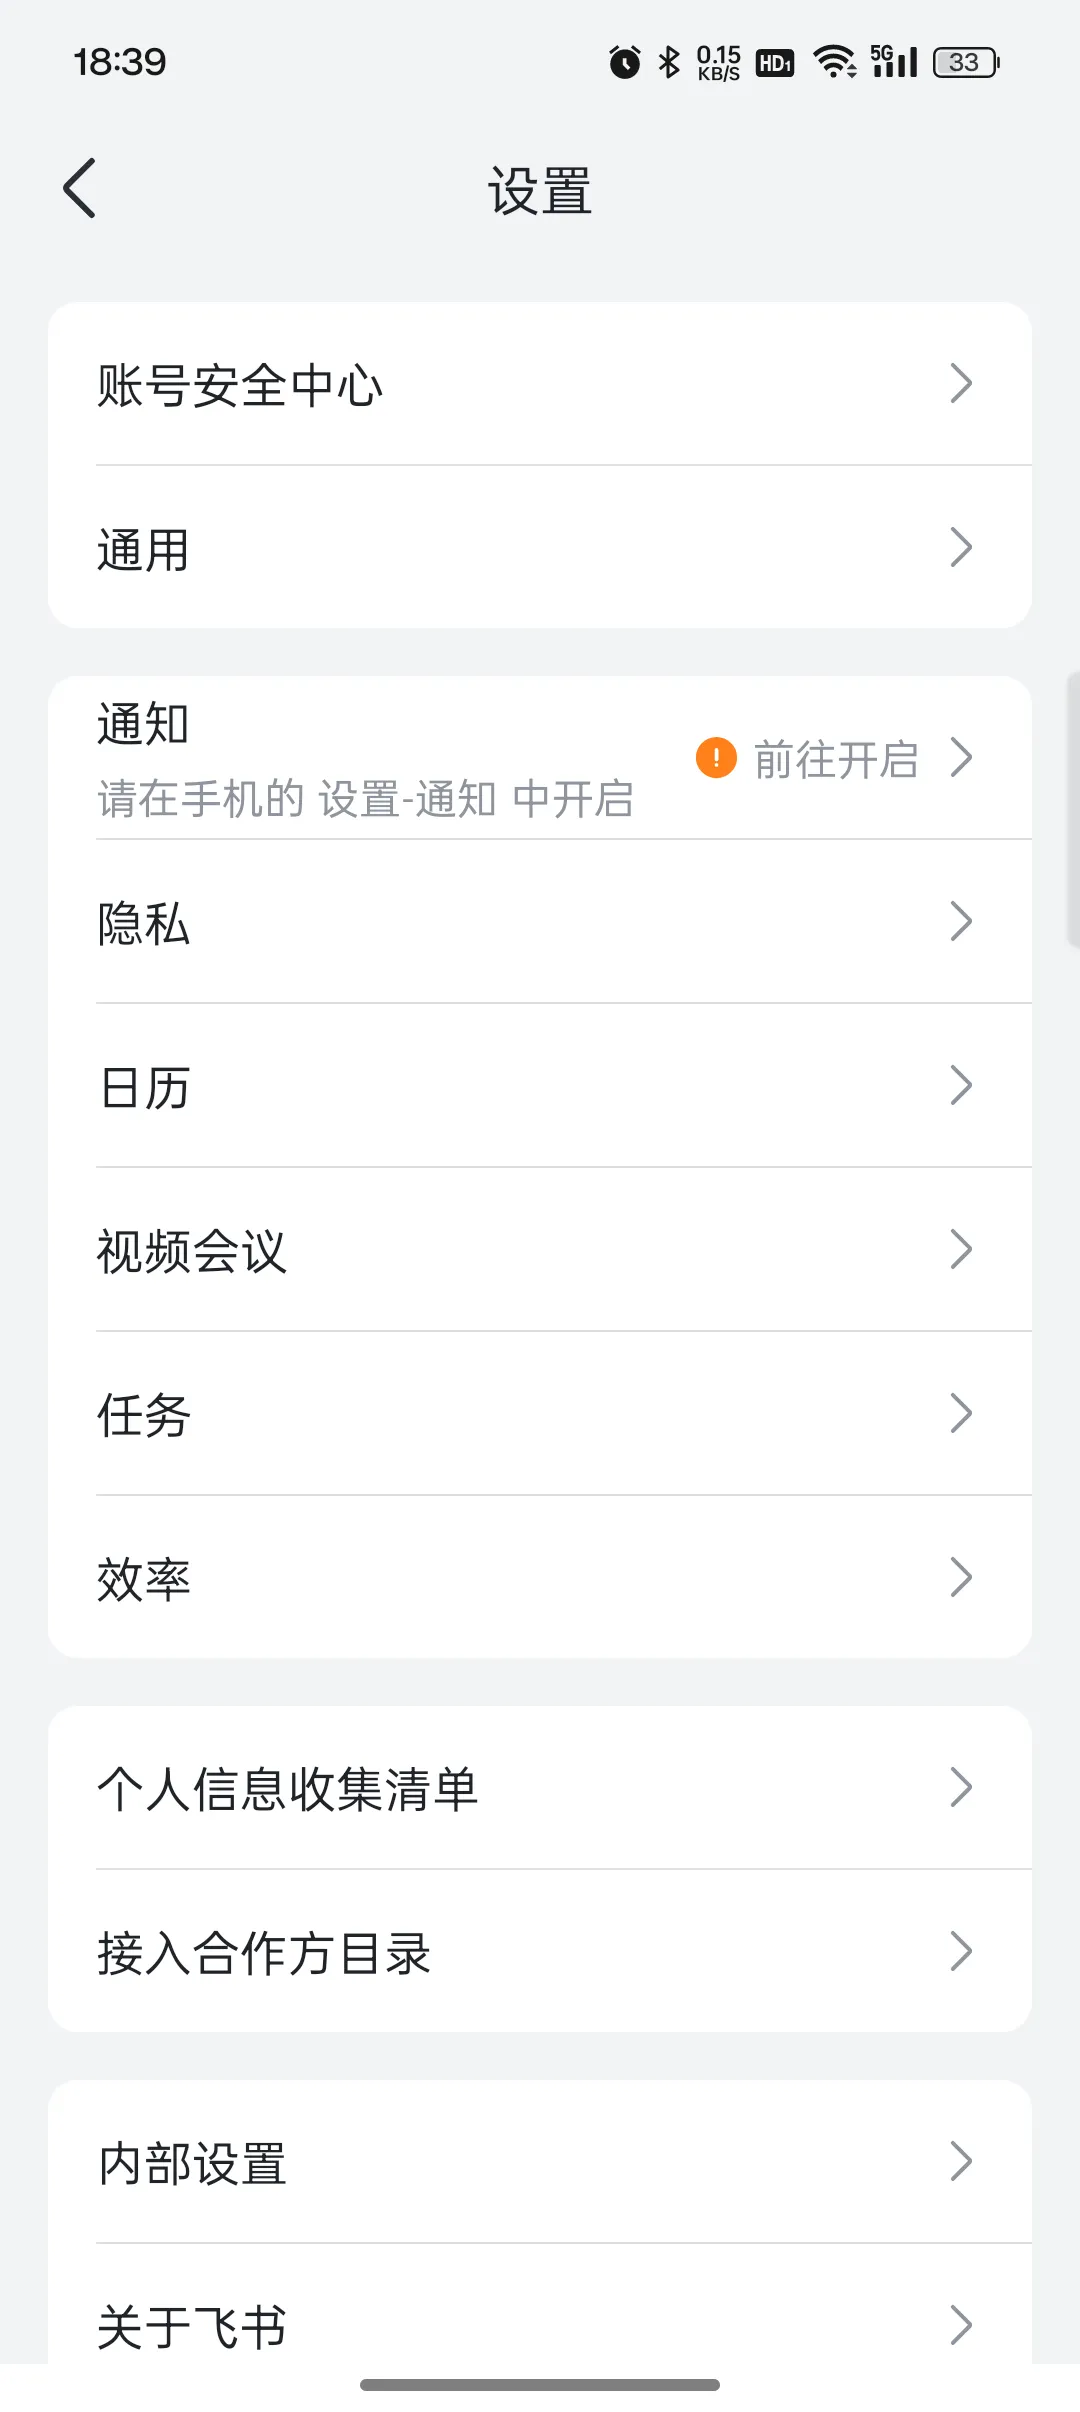 18:39
0.15
KB/S
HD1
5G
33
设置
账号安全中心
通用
通知
请在手机的 设置-通知 中开启
前往开启
隐私
日历
视频会议
任务
效率
个人信息收集清单
接入合作方目录
内部设置
关于飞书